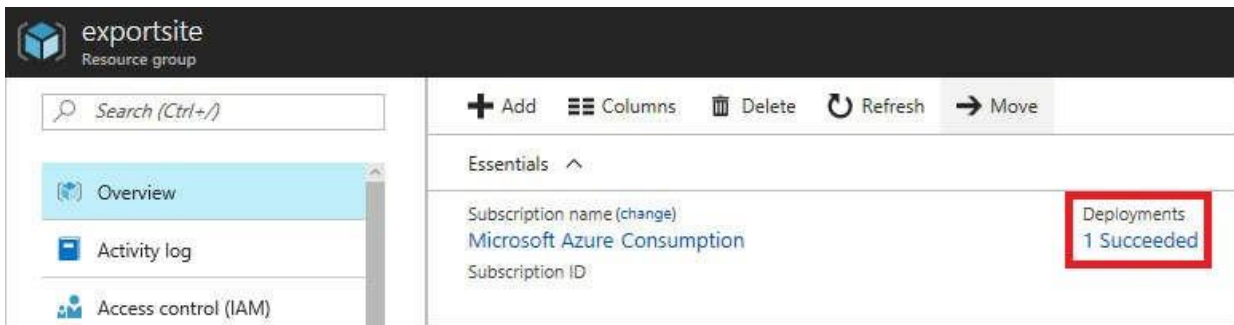 exportsite
Resource group
Search (Ctrl+/)
Add Columns Delete Refresh Move
Essentials
Overview
Subscription name (change) Deployments
Microsoft Azure Consumption 1 Succeeded
Activity log
Subscription ID
Access control (IAM)